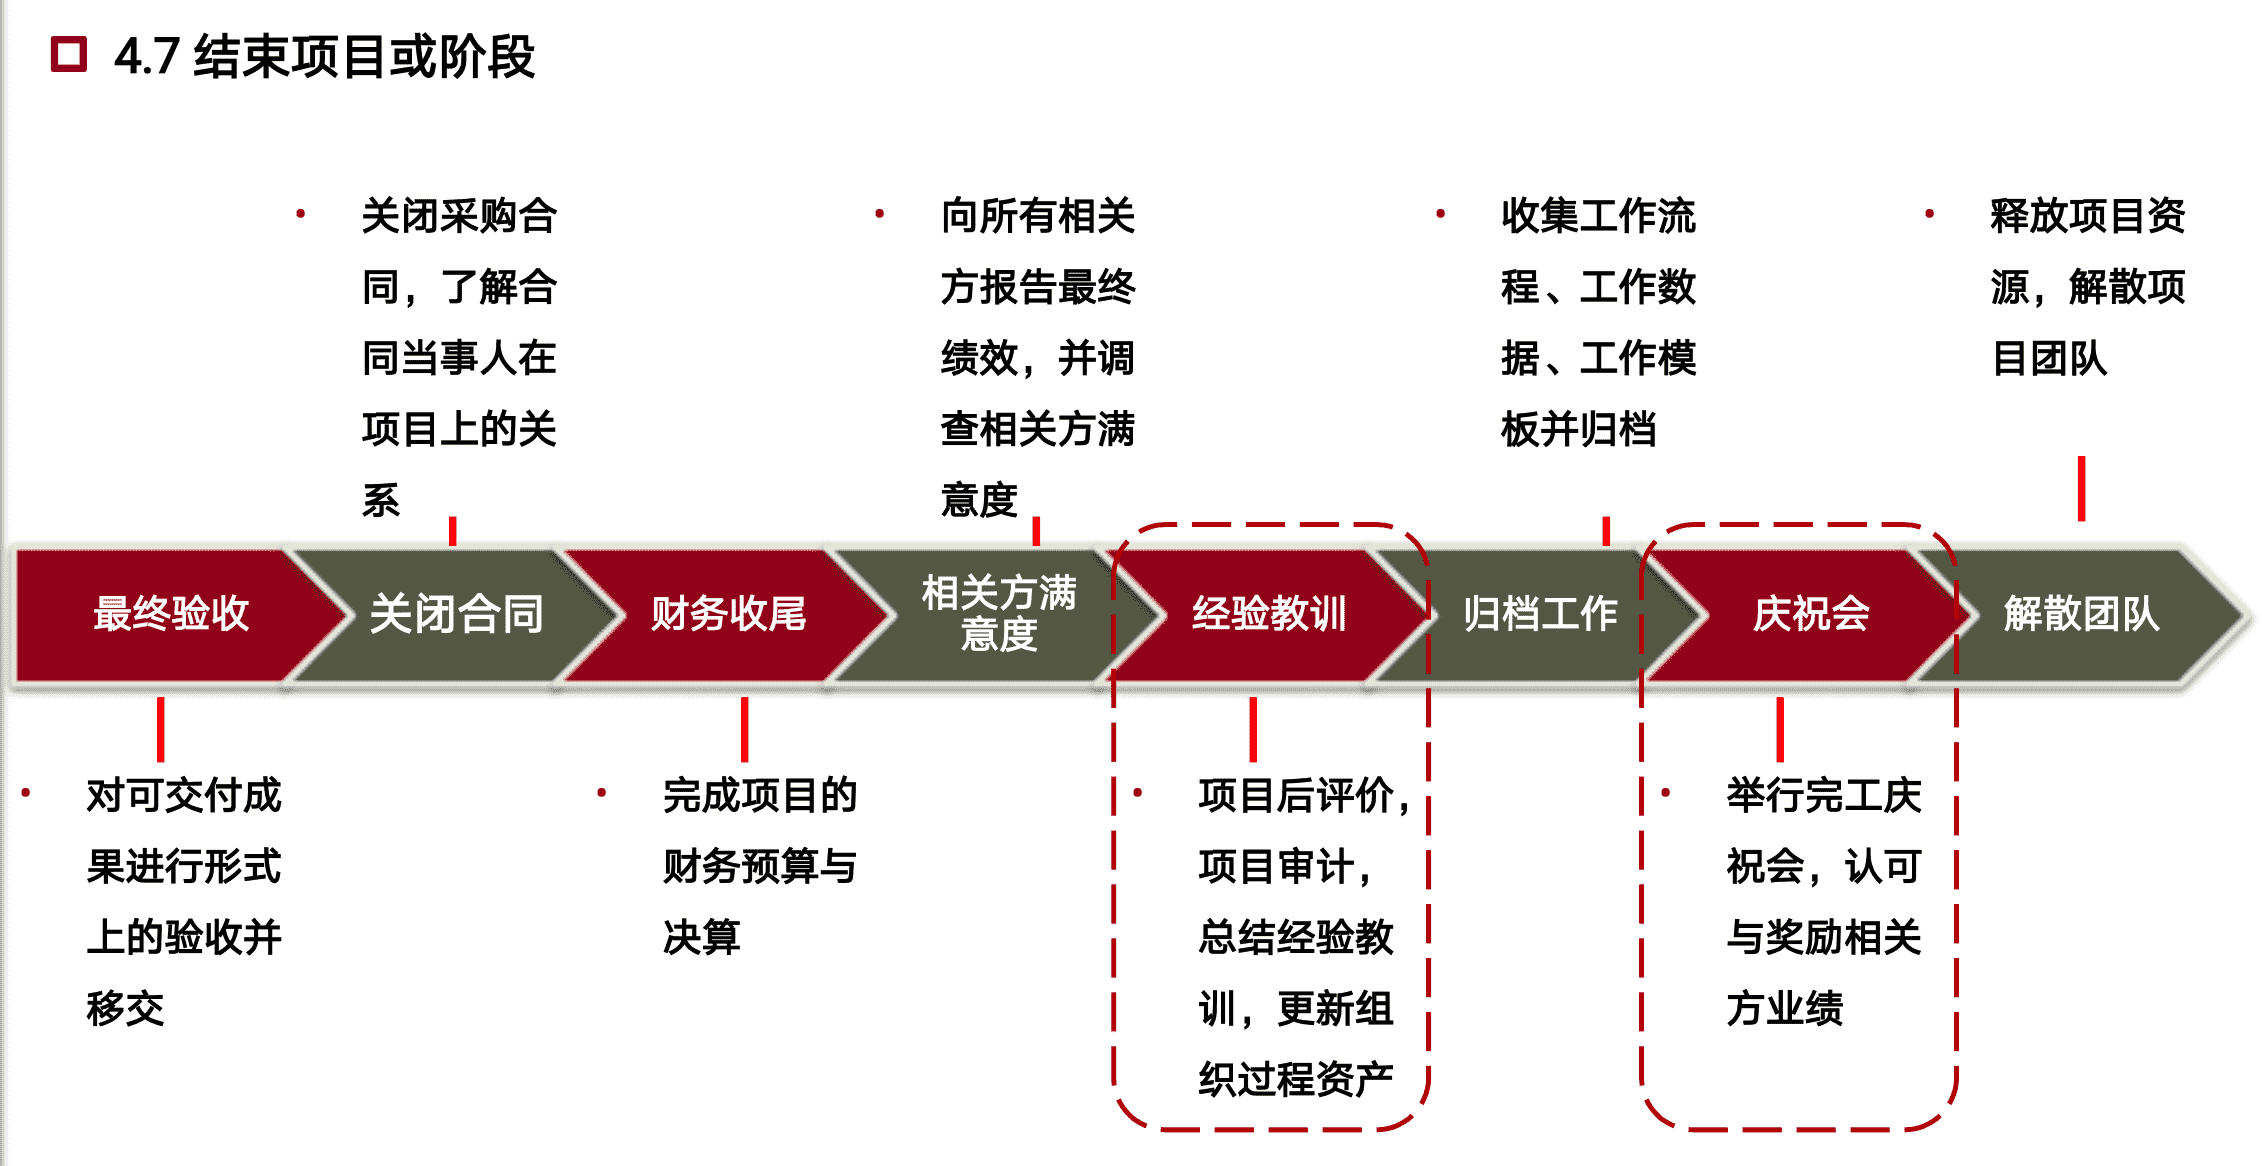 4.7 结束项目或阶段
• 关闭采购合
同，了解合
同当事人在
项目上的关
系
• 向所有相关
方报告最终
绩效，并调
查相关方满
意度
• 收集工作流
程、工作数
据、工作模
板并归档
• 释放项目资
源，解散项
目团队
最终验收
关闭合同
财务收尾
相关方满
意度
经验教训
归档工作
庆祝会
解散团队
• 对可交付成
果进行形式
上的验收并
移交
• 完成项目的
财务预算与
决算
• 项目后评价，
项目审计，
总结经验教
训，更新组
织过程资产
• 举行完工庆
祝会，认可
与奖励相关
方业绩